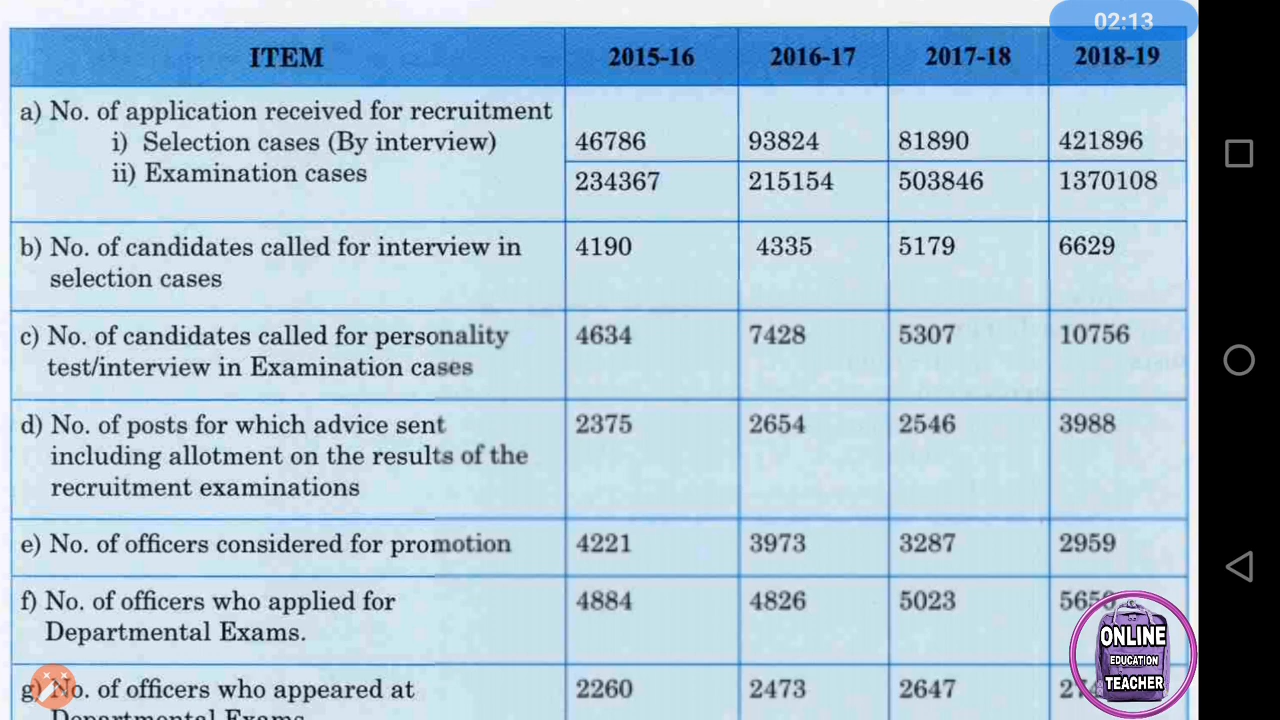 02:13
ITEM 2015-16 2016-17 2017-18 2018-19
a) No. of application received for recruitment
i) Selection cases (By interview) 46786 93824 81890 421896
ii) Examination cases 234367 215154 503846 1370108
b) No. of candidates called for interview in 4190 4335 5179 6629
selection cases
c) No. of candidates called for personality 4634 7428 5307 10756
test/interview in Examination cases
d) No. of posts for which advice sent 2375 2654 2546 3988
including allotment on the results of the
recruitment examinations
e) No. of officers considered for promotion 4221 3973 3287 2959
f) No. of officers who applied for 4884 4826 5023
Departmental Exams.
g) No. of officers who appeared at 2260 2473 2647
Departmental Exams.
ONLINE
EDUCATION
TEACHER